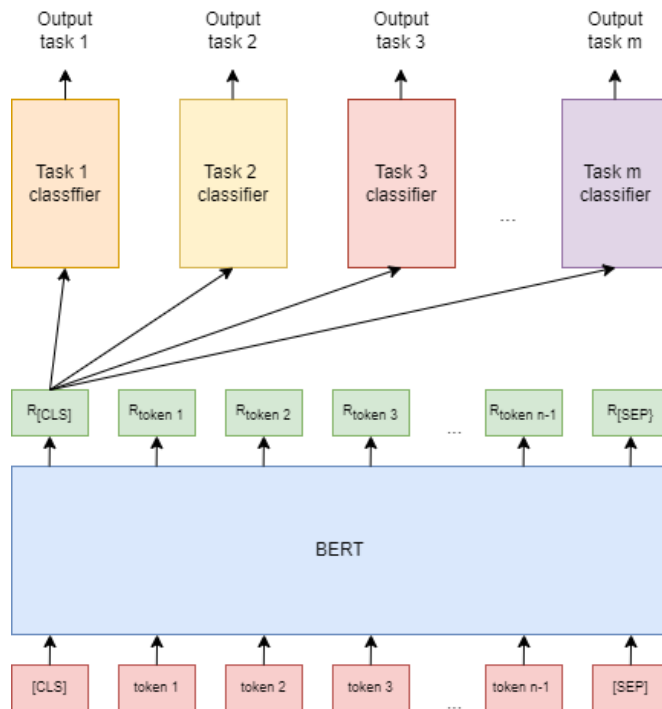 Output Output Output Output
task 1 task 2 task 3 task m
Task 1 Task 2 Task 3 Task m
classffier classifier classifier ... classifier
R[CLS] Rtoken 1 Rtoken 2 Rtoken 3 ... Rtoken n-1 R[SEP}
BERT
[CLS] token 1 token 2 token 3 ... token n-1 [SEP]